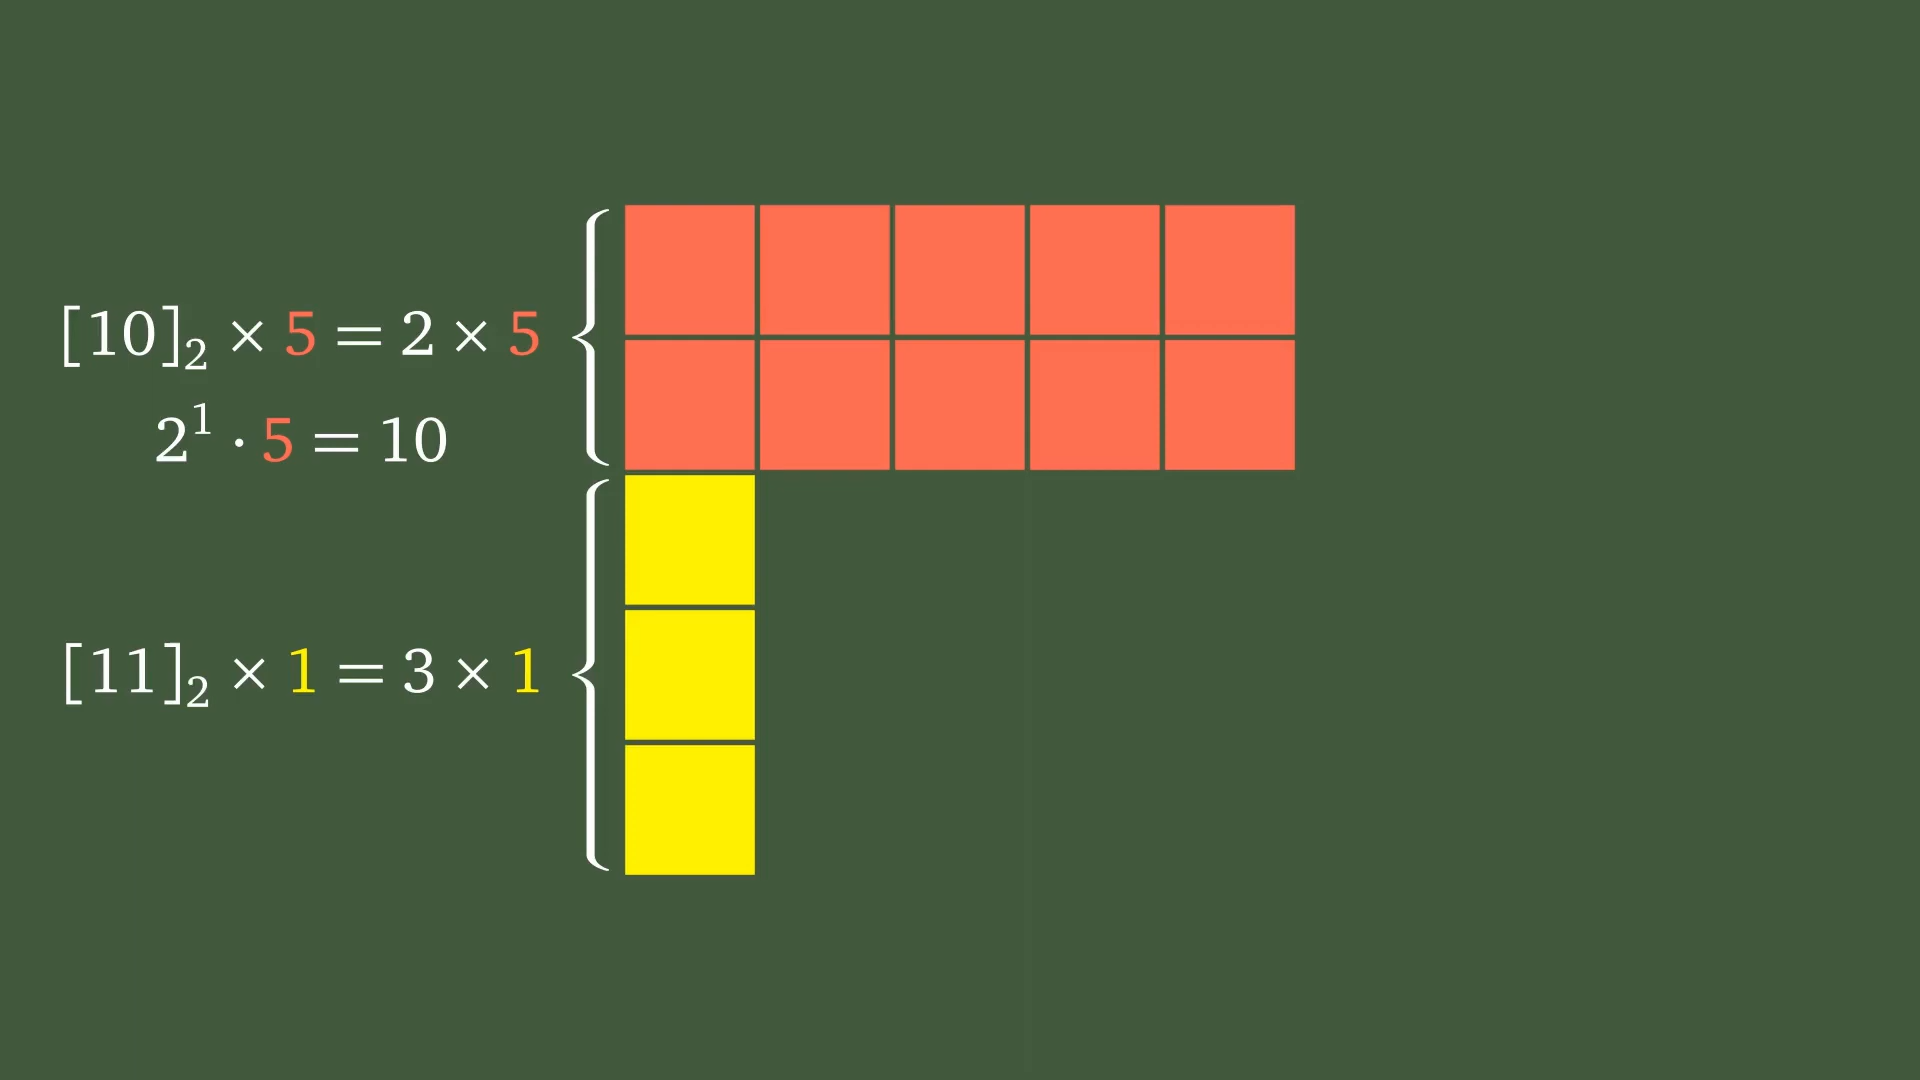 [10]₂ × 5 = 2 × 5
2¹ · 5 = 10
[11]₂ × 1 = 3 × 1